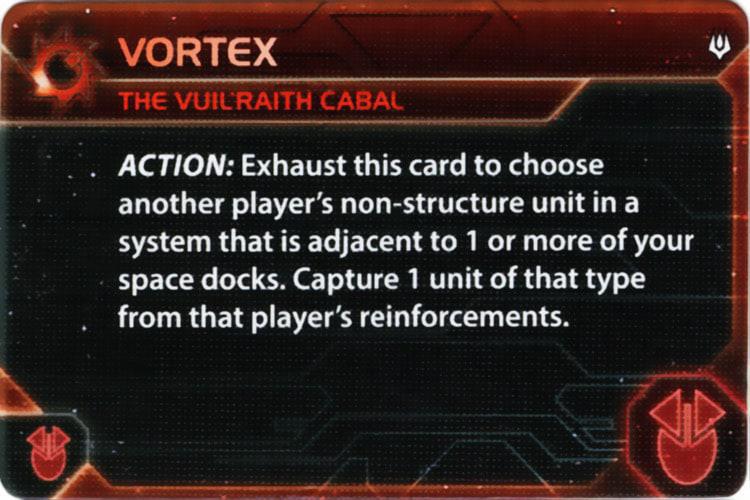 VORTEX
THE VUIL'RAITH CABAL
ACTION: Exhaust this card to choose
another player's non-structure unit in a
system that is adjacent to 1 or more of your
space docks. Capture 1 unit of that type
from that player's reinforcements.